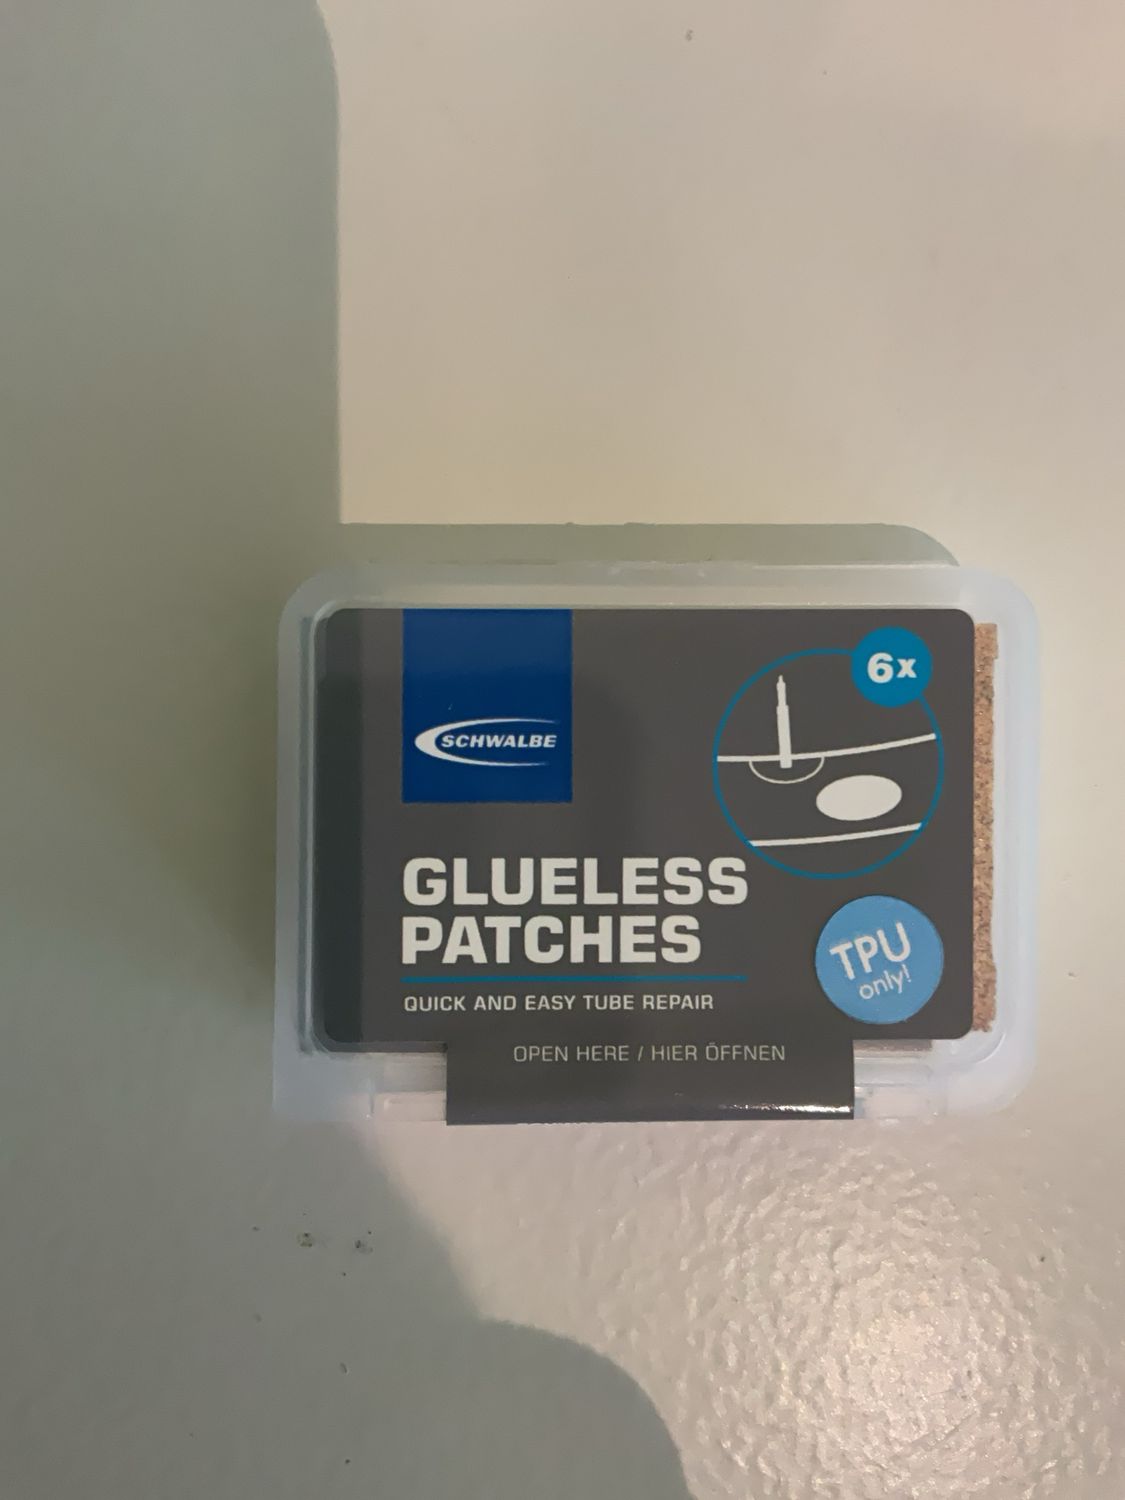 6x
SCHWALBE
GLUELESS
PATCHES
QUICK AND EASY TUBE REPAIR
TPU
only!
OPEN HERE / HIER ÖFFNEN